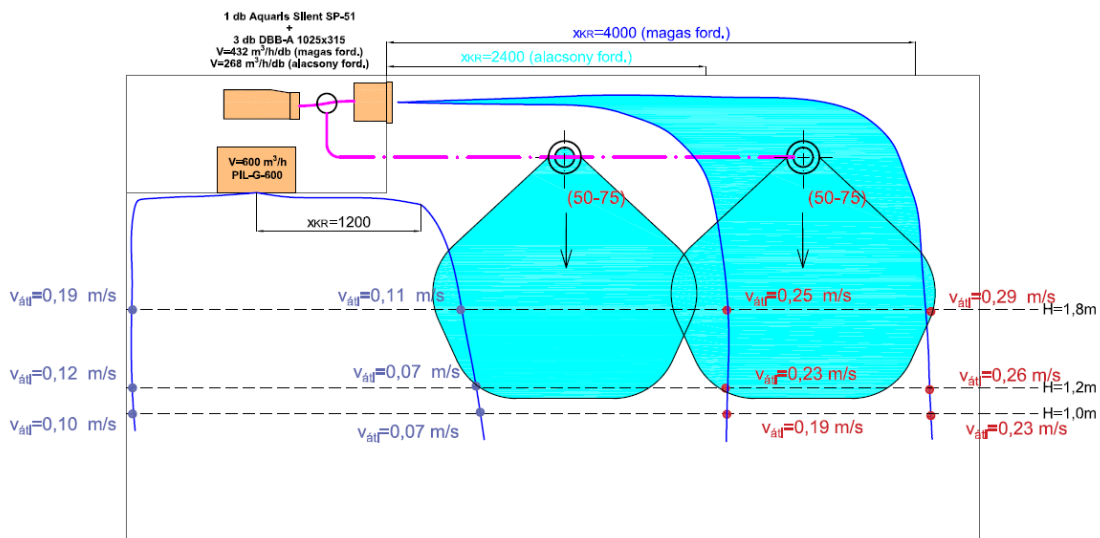 1 db Aquaris Silent SP-51
+
3 db DBB-A 1025x315
V=432 m³/h/db (magas ford.)
V=268 m³/h/db (alacsony ford.)
xKR=4000 (magas ford.)
xKR=2400 (alacsony ford.)
V=600 m³/h
PIL-G-600
xKR=1200
(50-75)
(50-75)
vátl=0,19 m/s
vátl=0,11 m/s
vátl=0,25 m/s
vátl=0,29 m/s
H=1,8m
vátl=0,12 m/s
vátl=0,07 m/s
vátl=0,23 m/s
vátl=0,26 m/s
H=1,2m
vátl=0,10 m/s
vátl=0,07 m/s
vátl=0,19 m/s
vátl=0,23 m/s
H=1,0m